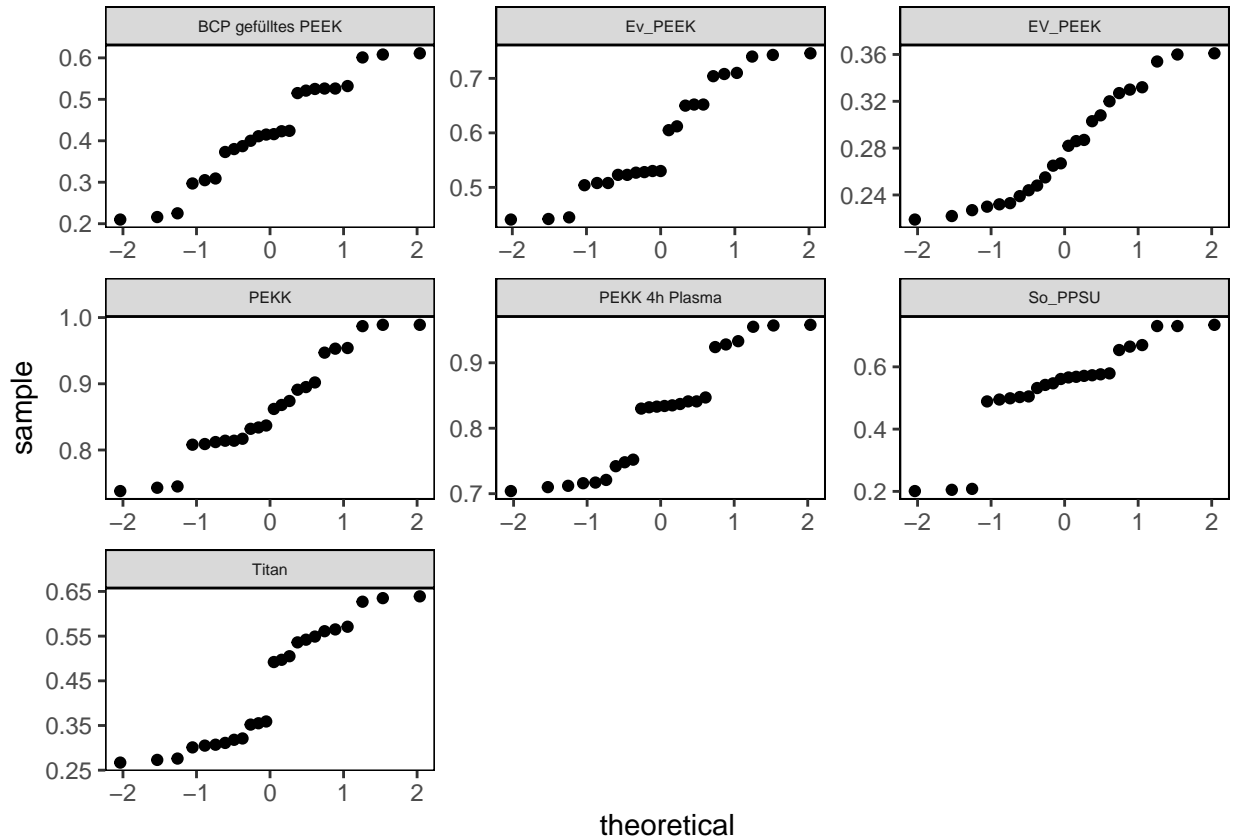 BCP gefülltes PEEK
Ev_PEEK
EV_PEEK
0.6
0.5
0.4
0.3
0.2
0.7
0.6
0.5
0.36
0.32
0.28
0.24
−2 −1 0 1 2
−2 −1 0 1 2
−2 −1 0 1 2
PEKK
PEKK 4h Plasma
So_PPSU
1.0
0.9
0.8
0.9
0.8
0.7
0.6
0.4
0.2
−2 −1 0 1 2
−2 −1 0 1 2
−2 −1 0 1 2
sample
Titan
0.65
0.55
0.45
0.35
0.25
−2 −1 0 1 2
theoretical